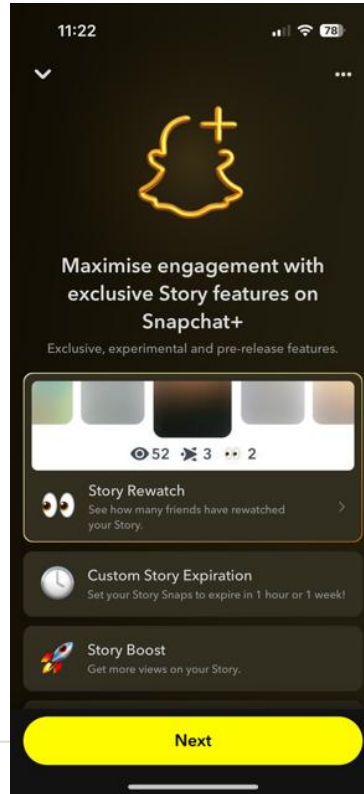 11:22
78
Maximise engagement with
exclusive Story features on
Snapchat+
Exclusive, experimental and pre-release features.
52 3 2
Story Rewatch
See how many friends have rewatched
your Story.
Custom Story Expiration
Set your Story Snaps to expire in 1 hour or 1 week!
Story Boost
Get more views on your Story.
Next